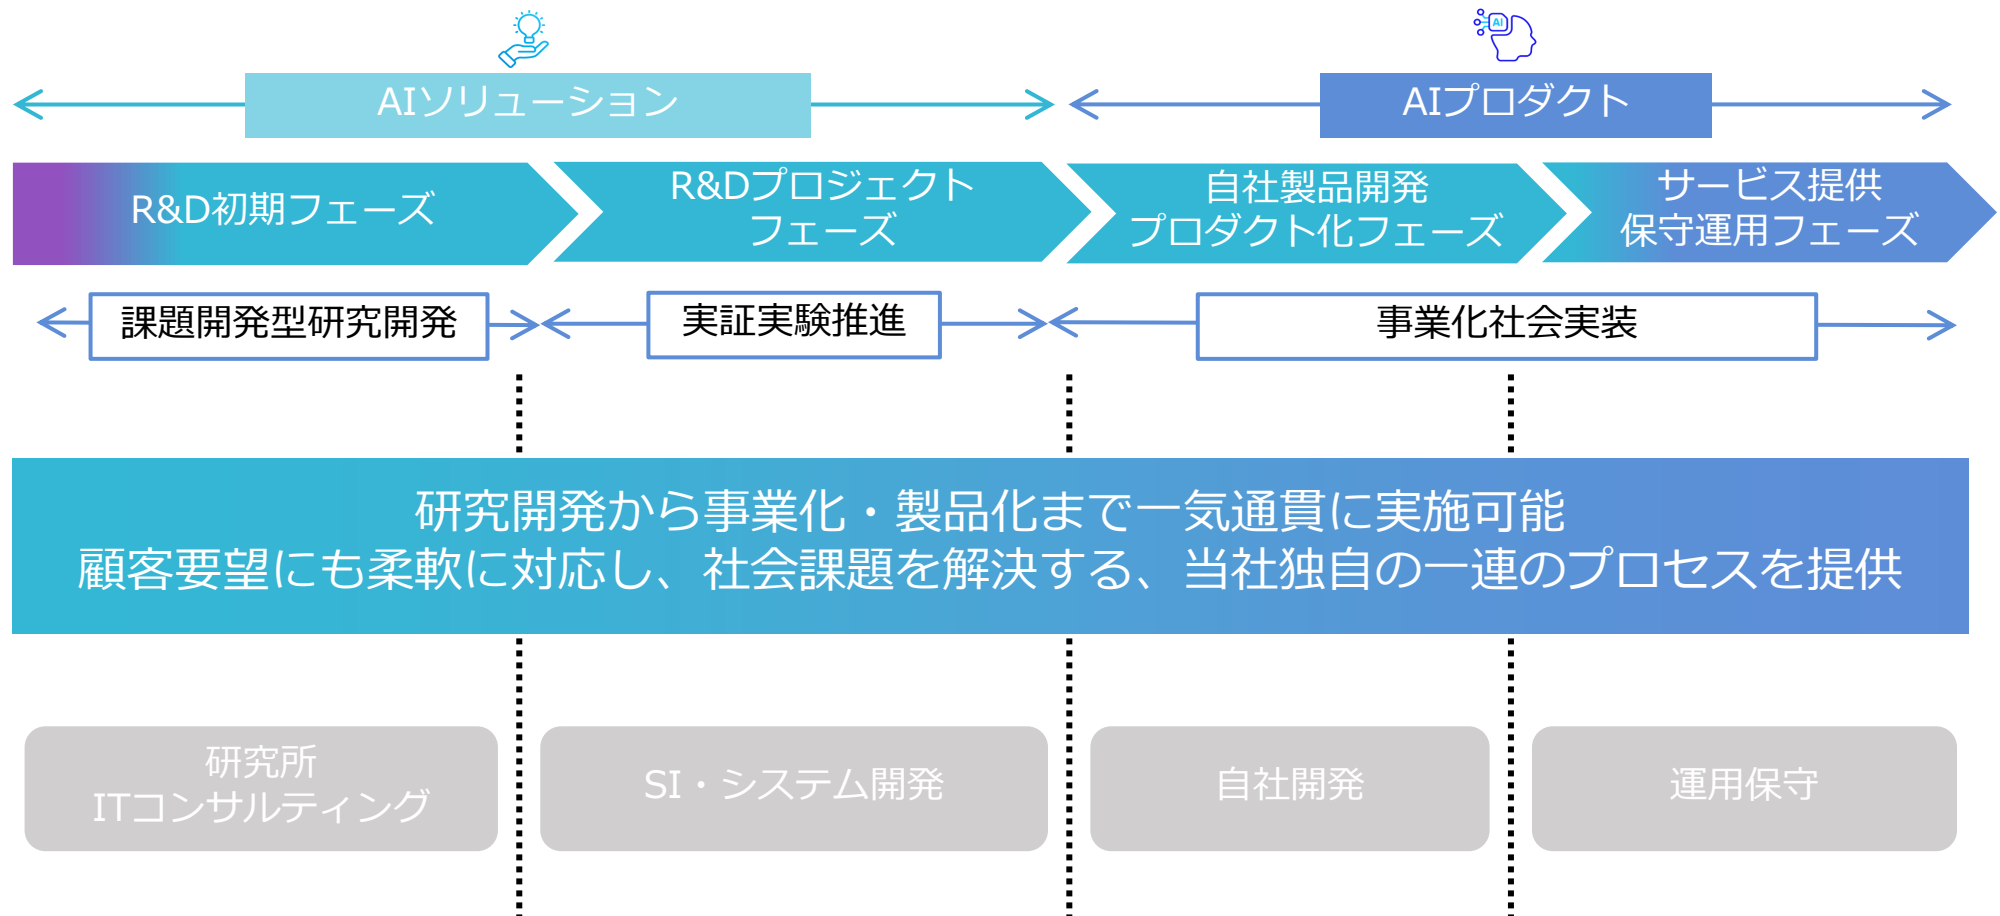 AI
AIソリューション
AIプロダクト
R&D初期フェーズ
R&Dプロジェクト
フェーズ
自社製品開発
プロダクト化フェーズ
サービス提供
保守運用フェーズ
課題開発型研究開発
実証実験推進
事業化社会実装
研究開発から事業化・製品化まで一気通貫に実施可能
顧客要望にも柔軟に対応し、社会課題を解決する、当社独自の一連のプロセスを提供
研究所
ITコンサルティング
SI・システム開発
自社開発
運用保守